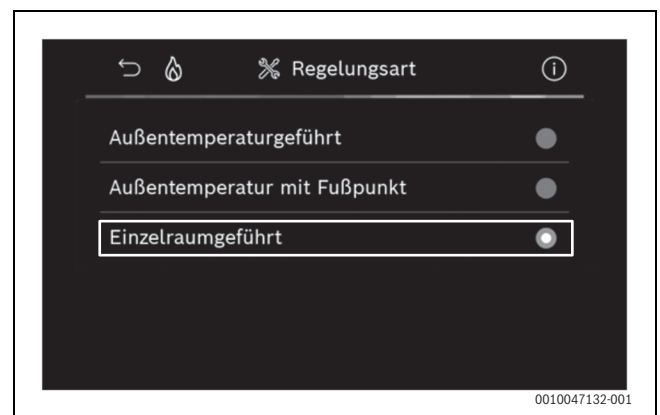 Regelungsart
Außentemperaturgeführt
Außentemperatur mit Fußpunkt
Einzelraumgeführt
0010047132-001